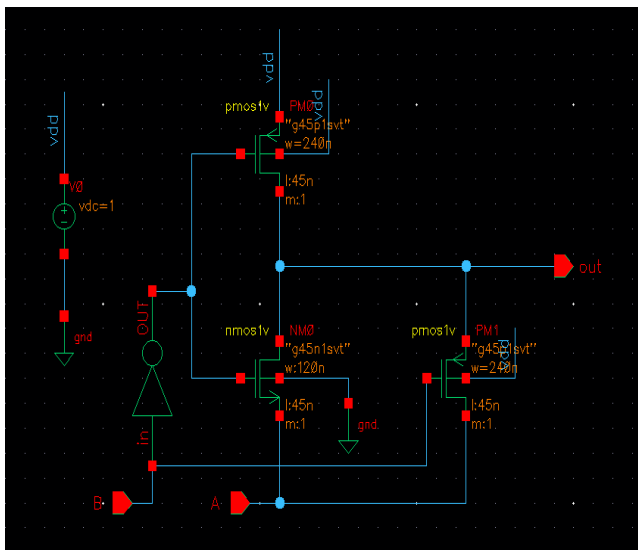 vdd
vdd
vdd
pmos1v
PM0
"g45p1svt"
w=240n
l:45n
m:1
V0
vdc=1
gnd
out
OUT
in
nmos1v
NM0
"g45n1svt"
w:120n
l:45n
m:1
gnd
pmos1v
PM1
"g45p1svt"
vdd
w=240n
l:45n
m:1
B
A